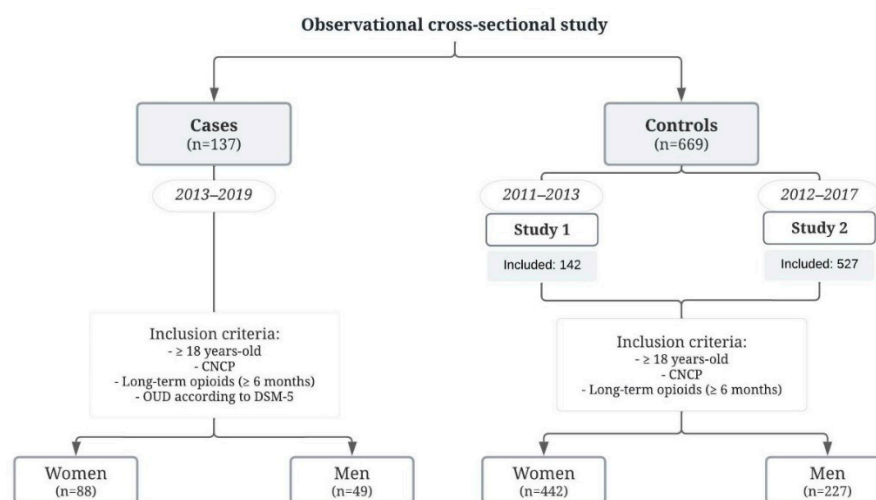 Observational cross-sectional study
Cases
(n=137)
Controls
(n=669)
2013–2019
2011–2013
2012–2017
Study 1
Study 2
Included: 142
Included: 527
Inclusion criteria:
- ≥ 18 years-old
- CNCP
- Long-term opioids (≥ 6 months)
- OUD according to DSM-5
Inclusion criteria:
- ≥ 18 years-old
- CNCP
- Long-term opioids (≥ 6 months)
Women
(n=88)
Men
(n=49)
Women
(n=442)
Men
(n=227)